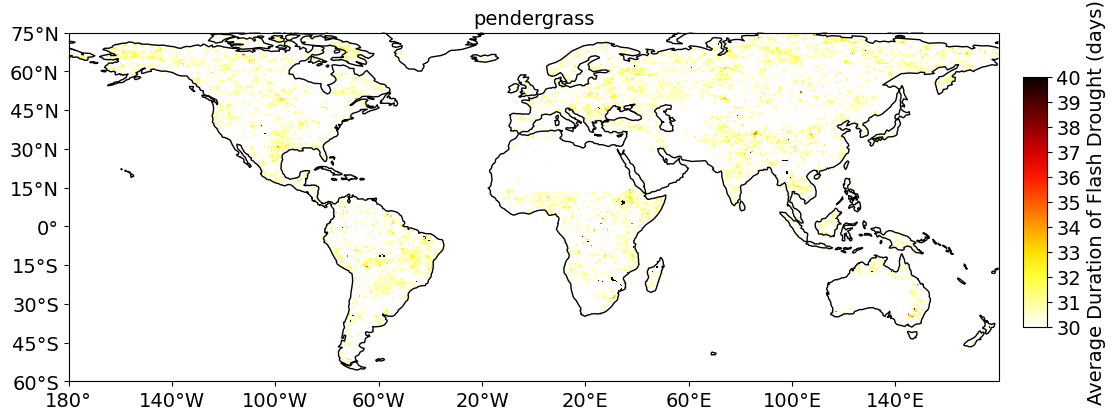 pendergrass
75°N
60°N
45°N
30°N
15°N
0°
15°S
30°S
45°S
60°S
180°
140°W
100°W
60°W
20°W
20°E
60°E
100°E
140°E
40
39
38
37
36
35
34
33
32
31
30
Average Duration of Flash Drought (days)